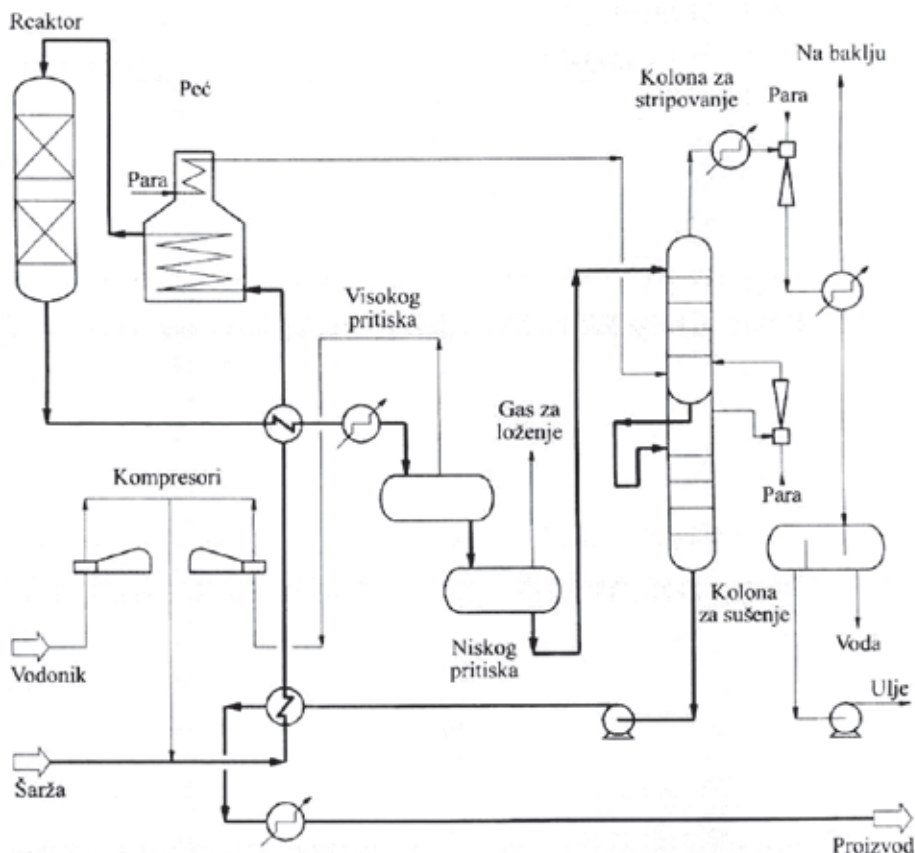 Reaktor
Peć
Para
Kolona za
stripovanje
Na baklju
Para
Visokog
pritiska
Gas za
loženje
Kompresori
Para
Kolona
za sušenje
Niskog
pritiska
Voda
Vodonik
Ulje
Šarža
Proizvod